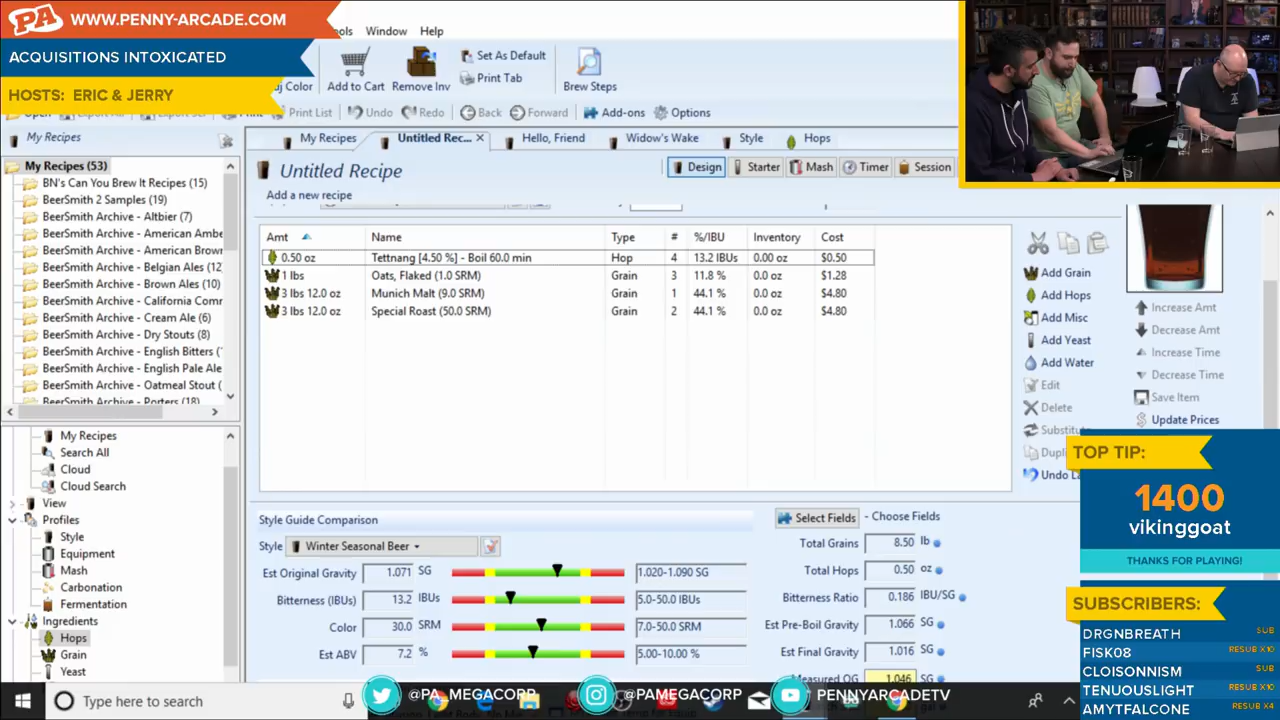 PA WWW.PENNY-ARCADE.COM
ACQUISITIONS INTOXICATED
HOSTS: ERIC & JERRY
Window Help
Color
Add to Cart
Remove Inv
Set As Default
Print Tab
Brew Steps
Print List
Undo
Redo
Back
Forward
Add-ons
Options
My Recipes
My Recipes
Untitled Rec...
Hello, Friend
Widow's Wake
Style
Hops
My Recipes (53)
BN's Can You Brew It Recipes (15)
BeerSmith 2 Samples (19)
BeerSmith Archive - Altbier (7)
BeerSmith Archive - American Ambe
BeerSmith Archive - American Brown
BeerSmith Archive - Belgian Ales (12)
BeerSmith Archive - Brown Ales (10)
BeerSmith Archive - California Comm
BeerSmith Archive - Cream Ale (6)
BeerSmith Archive - Dry Stouts (8)
BeerSmith Archive - English Bitters (
BeerSmith Archive - English Pale Ale
BeerSmith Archive - Oatmeal Stout (
BeerSmith Archive - Porters (18)
My Recipes
Search All
Cloud
Cloud Search
View
Profiles
Style
Equipment
Mash
Carbonation
Fermentation
Ingredients
Hops
Grain
Yeast
Untitled Recipe
Add a new recipe
Design
Starter
Mash
Timer
Session
Amt Name Type # %/IBU Inventory Cost
0.50 oz Tettnang [4.50 %] - Boil 60.0 min Hop 4 13.2 IBUs 0.00 oz $0.50
1 lbs Oats, Flaked (1.0 SRM) Grain 3 11.8 % 0.0 oz $1.28
3 lbs 12.0 oz Munich Malt (9.0 SRM) Grain 1 44.1 % 0.0 oz $4.80
3 lbs 12.0 oz Special Roast (50.0 SRM) Grain 2 44.1 % 0.0 oz $4.80
Add Grain
Add Hops
Add Misc
Add Yeast
Add Water
Edit
Delete
Substitute
Dupli
Undo La
Increase Amt
Decrease Amt
Increase Time
Decrease Time
Save Item
$ Update Prices
Style Guide Comparison
Style Winter Seasonal Beer
Est Original Gravity 1.071 SG 1.020-1.090 SG
Bitterness (IBUs) 13.2 IBUs 5.0-50.0 IBUs
Color 30.0 SRM 7.0-50.0 SRM
Est ABV 7.2 % 5.00-10.00 %
Select Fields - Choose Fields
Total Grains 8.50 lb
Total Hops 0.50 oz
Bitterness Ratio 0.186 IBU/SG
Est Pre-Boil Gravity 1.066 SG
Est Final Gravity 1.016 SG
Measured OG 1.046 SG
TOP TIP:
1400
vikinggoat
THANKS FOR PLAYING!
SUBSCRIBERS:
DRGNBREATH SUB
FISK08 RESUB X10
CLOISONNISM SUB
TENUOUSLIGHT RESUB X10
AMYTFALCONE RESUB X4
Type here to search
@PA_MEGACORP
@PAMEGACORP
PENNYARCADETV